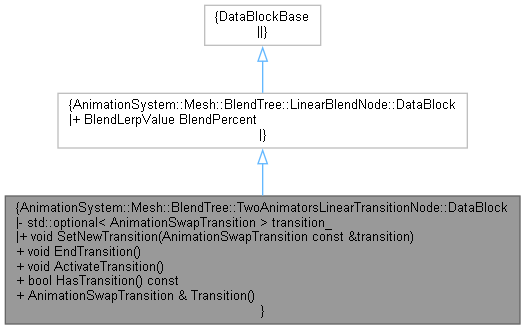 {DataBlockBase
||}
{AnimationSystem::Mesh::BlendTree::LinearBlendNode::DataBlock
|+ BlendLerpValue BlendPercent
|}
{AnimationSystem::Mesh::BlendTree::TwoAnimatorsLinearTransitionNode::DataBlock
|- std::optional< AnimationSwapTransition > transition_
|+ void SetNewTransition(AnimationSwapTransition const &transition)
+ void EndTransition()
+ void ActivateTransition()
+ bool HasTransition() const
+ AnimationSwapTransition & Transition()
}